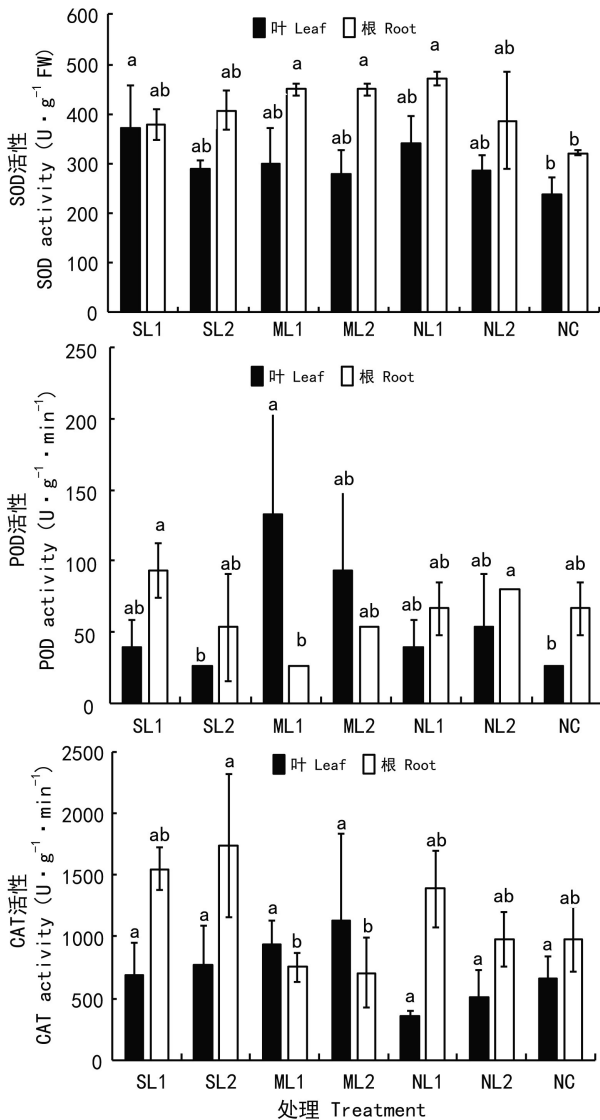 叶 Leaf 根 Root
SOD活性
SOD activity (U·g⁻¹ FW)
600
500
400
300
200
100
0
a ab ab ab ab a ab a ab a ab ab b b
SL1 SL2 ML1 ML2 NL1 NL2 NC
叶 Leaf 根 Root
POD活性
POD activity (U·g⁻¹·min⁻¹)
250
200
150
100
50
0
ab a b ab a b ab ab ab ab ab a b ab
SL1 SL2 ML1 ML2 NL1 NL2 NC
叶 Leaf 根 Root
CAT活性
CAT activity (U·g⁻¹·min⁻¹)
2500
2000
1500
1000
500
0
a ab a a a b a b a ab a ab a ab
SL1 SL2 ML1 ML2 NL1 NL2 NC
处理 Treatment